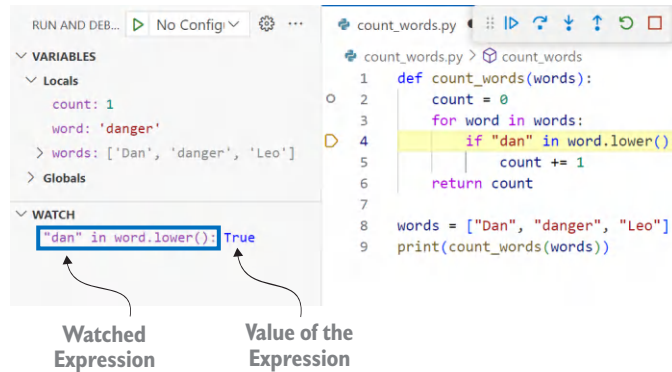 RUN AND DEB... No Config
VARIABLES
Locals
count: 1
word: 'danger'
words: ['Dan', 'danger', 'Leo']
Globals
WATCH
"dan" in word.lower(): True
Watched
Expression
Value of the
Expression
count_words.py
count_words.py > count_words
1 def count_words(words):
2 count = 0
3 for word in words:
4 if "dan" in word.lower()
5 count += 1
6 return count
7
8 words = ["Dan", "danger", "Leo"]
9 print(count_words(words))